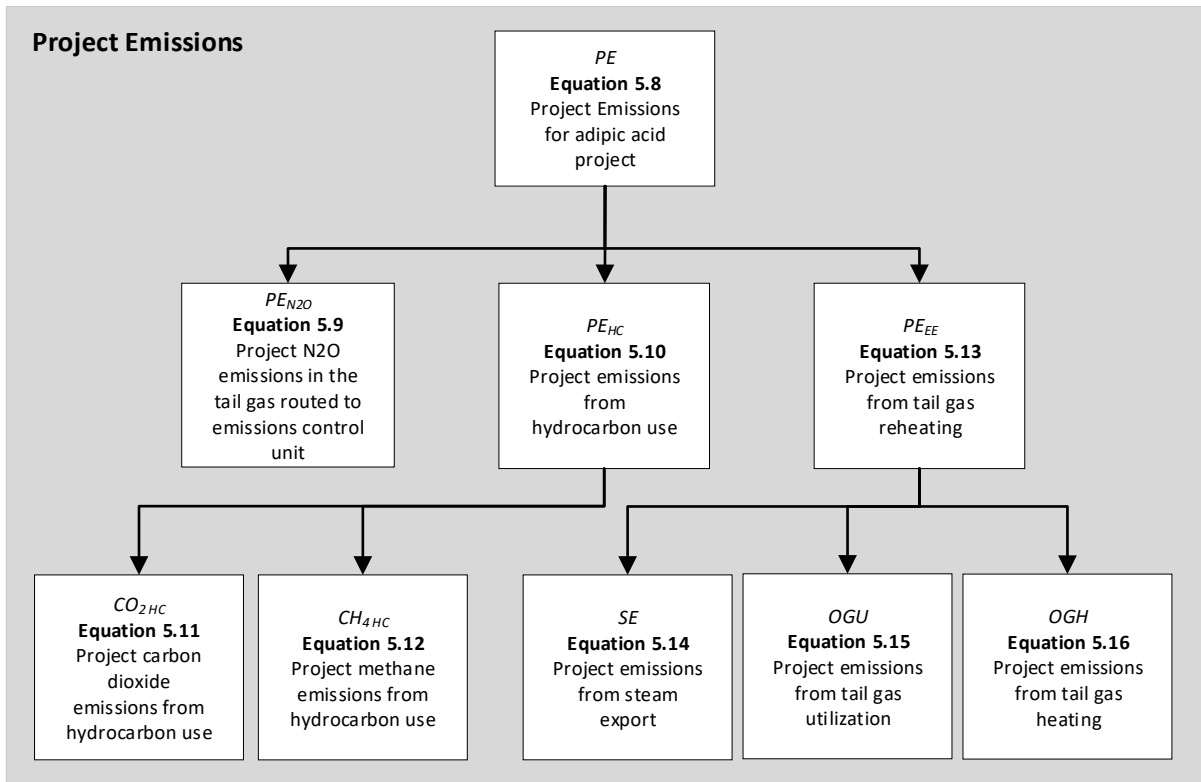 Project Emissions
PE
Equation 5.8
Project Emissions
for adipic acid
project
PE_N2O
Equation 5.9
Project N2O
emissions in the
tail gas routed to
emissions control
unit
PE_HC
Equation 5.10
Project emissions
from
hydrocarbon use
PE_EE
Equation 5.13
Project emissions
from tail gas
reheating
CO2 HC
Equation 5.11
Project carbon
dioxide
emissions from
hydrocarbon use
CH4 HC
Equation 5.12
Project methane
emissions from
hydrocarbon use
SE
Equation 5.14
Project emissions
from steam
export
OGU
Equation 5.15
Project emissions
from tail gas
utilization
OGH
Equation 5.16
Project emissions
from tail gas
heating